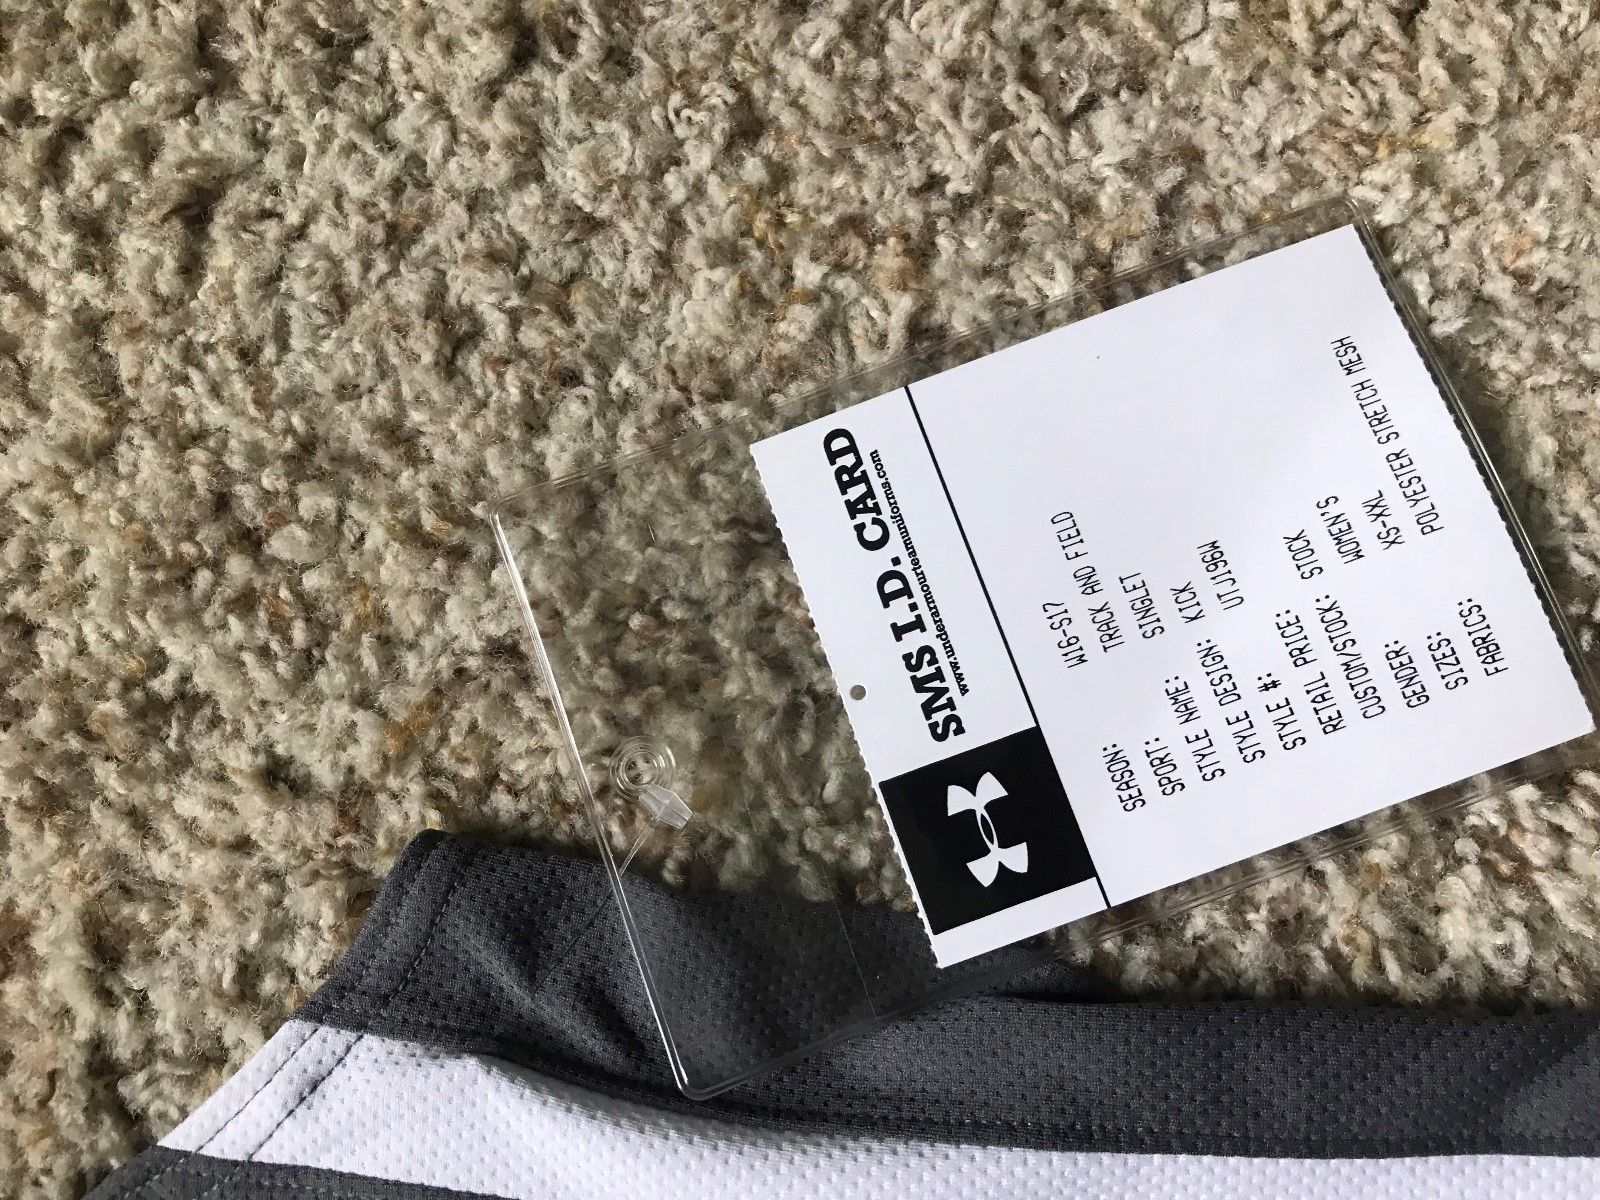 SMS I.D. CARD
www.underarmourteamuniforms.com
SEASON: W16-S17
SPORT: TRACK AND FIELD
STYLE NAME: SINGLET
STYLE DESIGN: KICK
STYLE #: UTJ196W
RETAIL PRICE:
CUSTOM/STOCK: STOCK
GENDER: WOMEN'S
SIZES: XS-XXL
FABRICS: POLYESTER STRETCH MESH